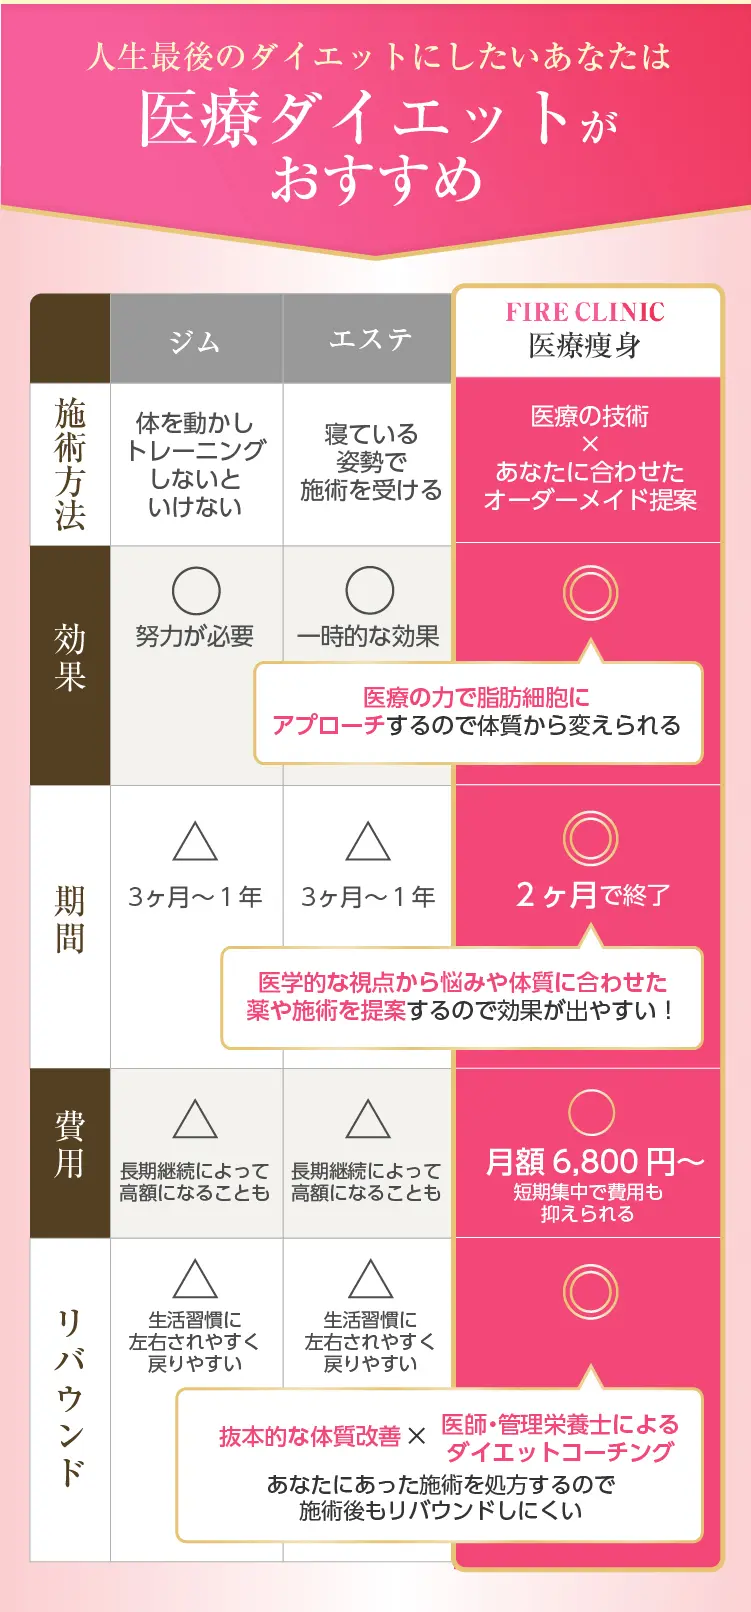 人生最後のダイエットにしたいあなたは
医療ダイエットが
おすすめ
ジム
エステ
FIRE CLINIC
医療痩身
施術方法
体を動かし
トレーニング
しないと
いけない
寝ている
姿勢で
施術を受ける
医療の技術
×
あなたに合わせた
オーダーメイド提案
効果
○
努力が必要
○
一時的な効果
◎
医療の力で脂肪細胞に
アプローチするので体質から変えられる
期間
△
3ヶ月〜1年
△
3ヶ月〜1年
◎
2ヶ月で終了
医学的な視点から悩みや体質に合わせた
薬や施術を提案するので効果が出やすい！
費用
△
長期継続によって
高額になることも
△
長期継続によって
高額になることも
○
月額6,800円〜
短期集中で費用も
抑えられる
リバウンド
△
生活習慣に
左右されやすく
戻りやすい
△
生活習慣に
左右されやすく
戻りやすい
◎
抜本的な体質改善×医師・管理栄養士による
ダイエットコーチング
あなたにあった施術を処方するので
施術後もリバウンドしにくい